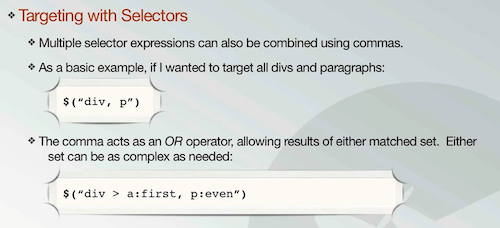 Targeting with Selectors
Multiple selector expressions can also be combined using commas.
As a basic example, if I wanted to target all divs and paragraphs:
$(“div, p”)
The comma acts as an OR operator, allowing results of either matched set. Either
set can be as complex as needed:
$(“div > a:first, p:even”)